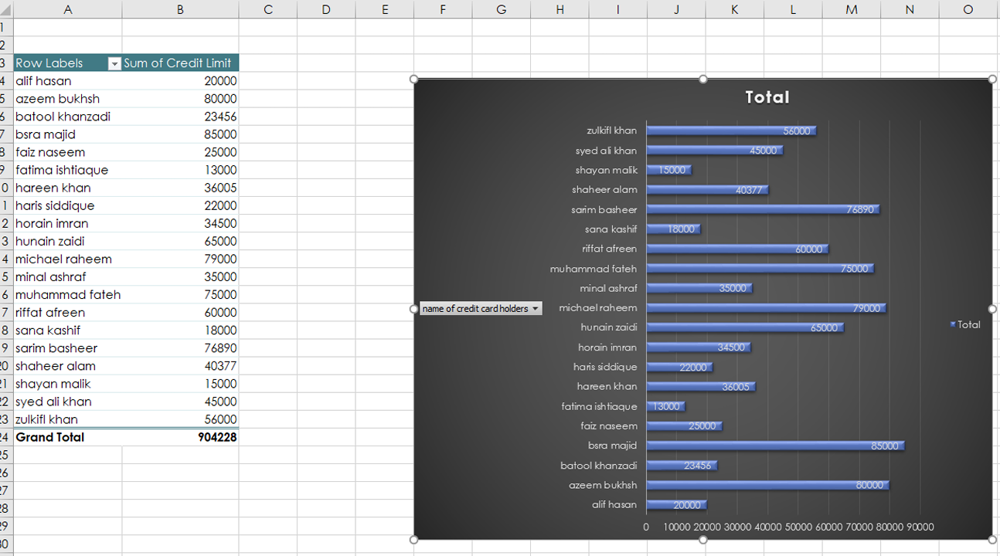 A B C D E F G H I J K L M N O
1
2
3 Row Labels Sum of Credit Limit
4 alif hasan 20000
5 azeem bukhsh 80000
6 batool khanzadi 23456
7 bsra majid 85000
8 faiz naseem 25000
9 fatima ishtiaque 13000
0 hareen khan 36005
1 haris siddique 22000
2 horain imran 34500
3 hunain zaidi 65000
4 michael raheem 79000
5 minal ashraf 35000
6 muhammad fateh 75000
7 riffat afreen 60000
8 sana kashif 18000
9 sarim basheer 76890
20 shaheer alam 40377
21 shayan malik 15000
22 syed ali khan 45000
23 zulkifl khan 56000
24 Grand Total 904228
25
26
27
28
29
30
Total
zulkifl khan 56000
syed ali khan 45000
shayan malik 15000
shaheer alam 40377
sarim basheer 76890
sana kashif 18000
riffat afreen 60000
muhammad fateh 75000
minal ashraf 35000
name of credit card holders
michael raheem 79000
hunain zaidi 65000
Total
horain imran 34500
haris siddique 22000
hareen khan 36005
fatima ishtiaque 13000
faiz naseem 25000
bsra majid 85000
batool khanzadi 23456
azeem bukhsh 80000
alif hasan 20000
0 10000 20000 30000 40000 50000 60000 70000 80000 90000